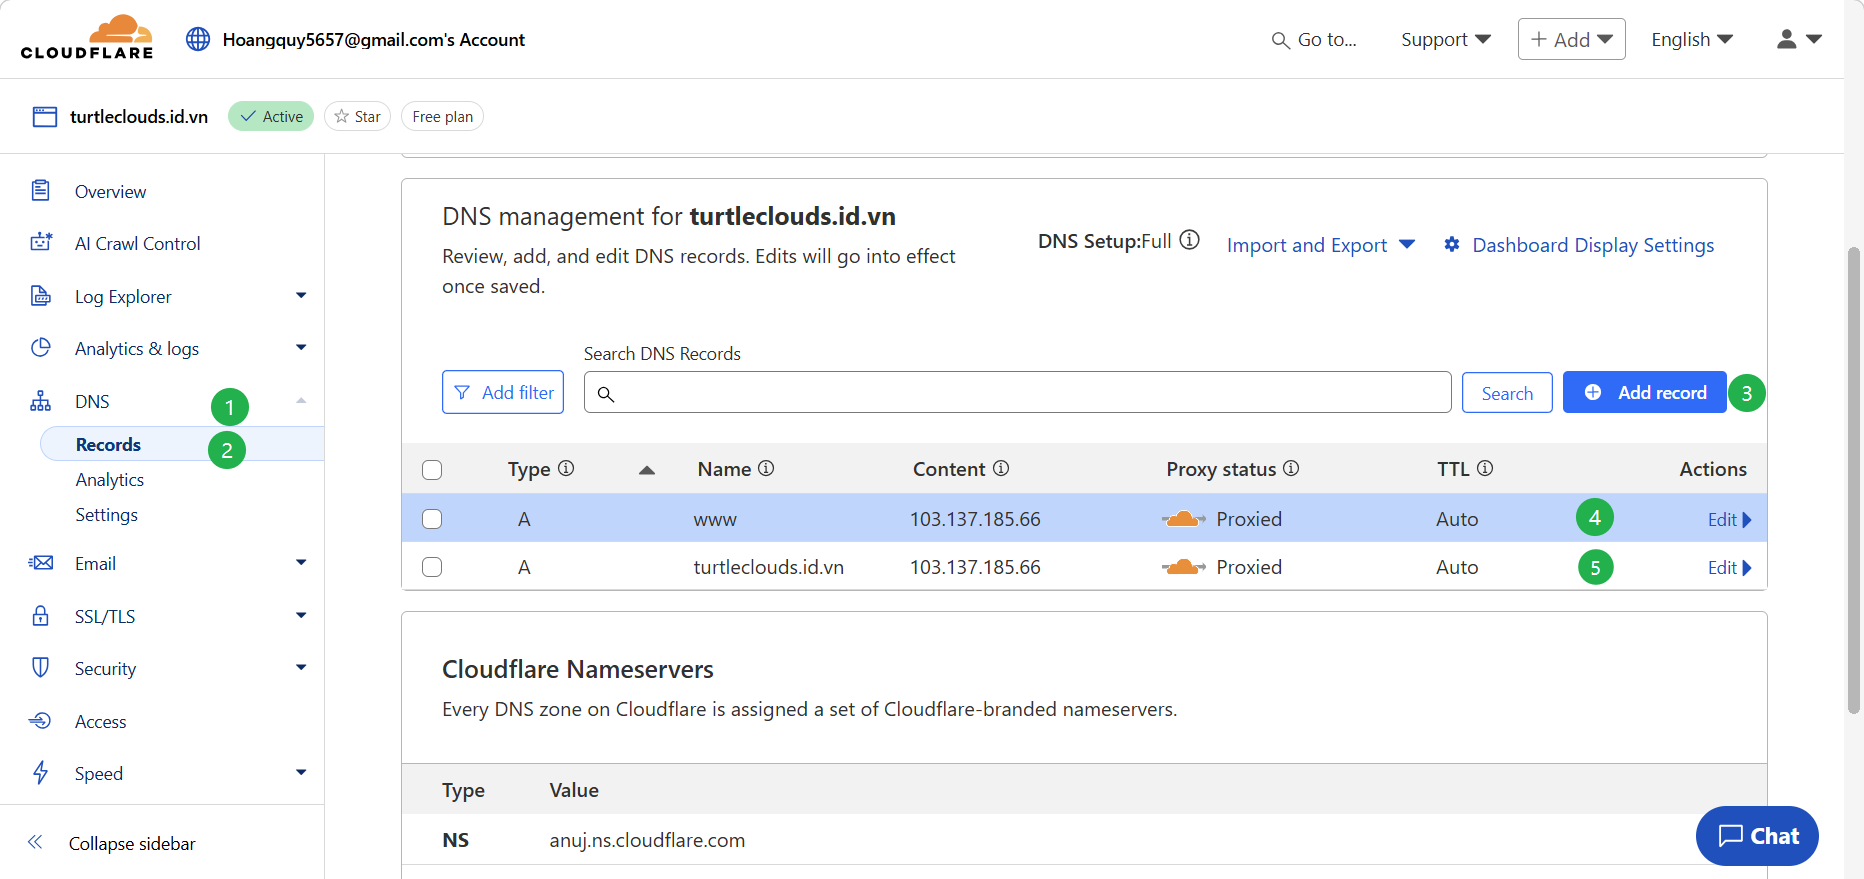 CLOUDFLARE
Hoangquy5657@gmail.com's Account
Go to...
Support
Add
English
turtleclouds.id.vn
Active
Star
Free plan
Overview
AI Crawl Control
Log Explorer
Analytics & logs
DNS
1
Records
2
Analytics
Settings
Email
SSL/TLS
Security
Access
Speed
Collapse sidebar
DNS management for turtleclouds.id.vn
Review, add, and edit DNS records. Edits will go into effect
once saved.
DNS Setup:Full
Import and Export
Dashboard Display Settings
Search DNS Records
Add filter
Search
Add record
3
Type Name Content Proxy status TTL Actions
A www 103.137.185.66 Proxied Auto 4 Edit
A turtleclouds.id.vn 103.137.185.66 Proxied Auto 5 Edit
Cloudflare Nameservers
Every DNS zone on Cloudflare is assigned a set of Cloudflare-branded nameservers.
Type Value
NS anuj.ns.cloudflare.com
Chat